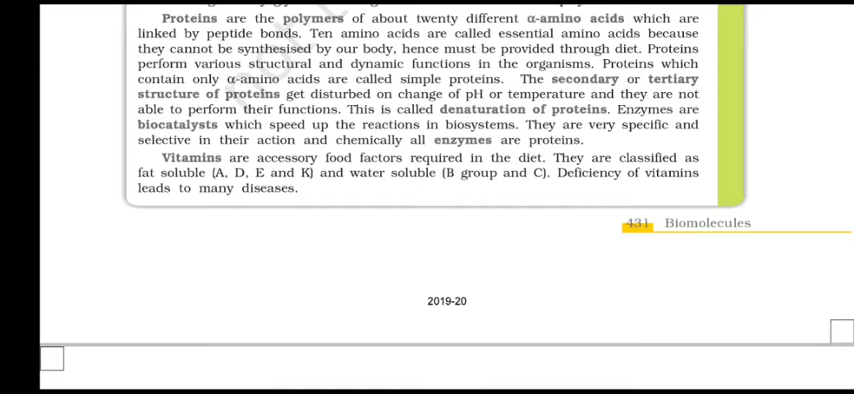 Proteins are the polymers of about twenty different α-amino acids which are
linked by peptide bonds. Ten amino acids are called essential amino acids because
they cannot be synthesised by our body, hence must be provided through diet. Proteins
perform various structural and dynamic functions in the organisms. Proteins which
contain only α-amino acids are called simple proteins. The secondary or tertiary
structure of proteins get disturbed on change of pH or temperature and they are not
able to perform their functions. This is called denaturation of proteins. Enzymes are
biocatalysts which speed up the reactions in biosystems. They are very specific and
selective in their action and chemically all enzymes are proteins.
Vitamins are accessory food factors required in the diet. They are classified as
fat soluble (A, D, E and K) and water soluble (B group and C). Deficiency of vitamins
leads to many diseases.
431 Biomolecules
2019-20